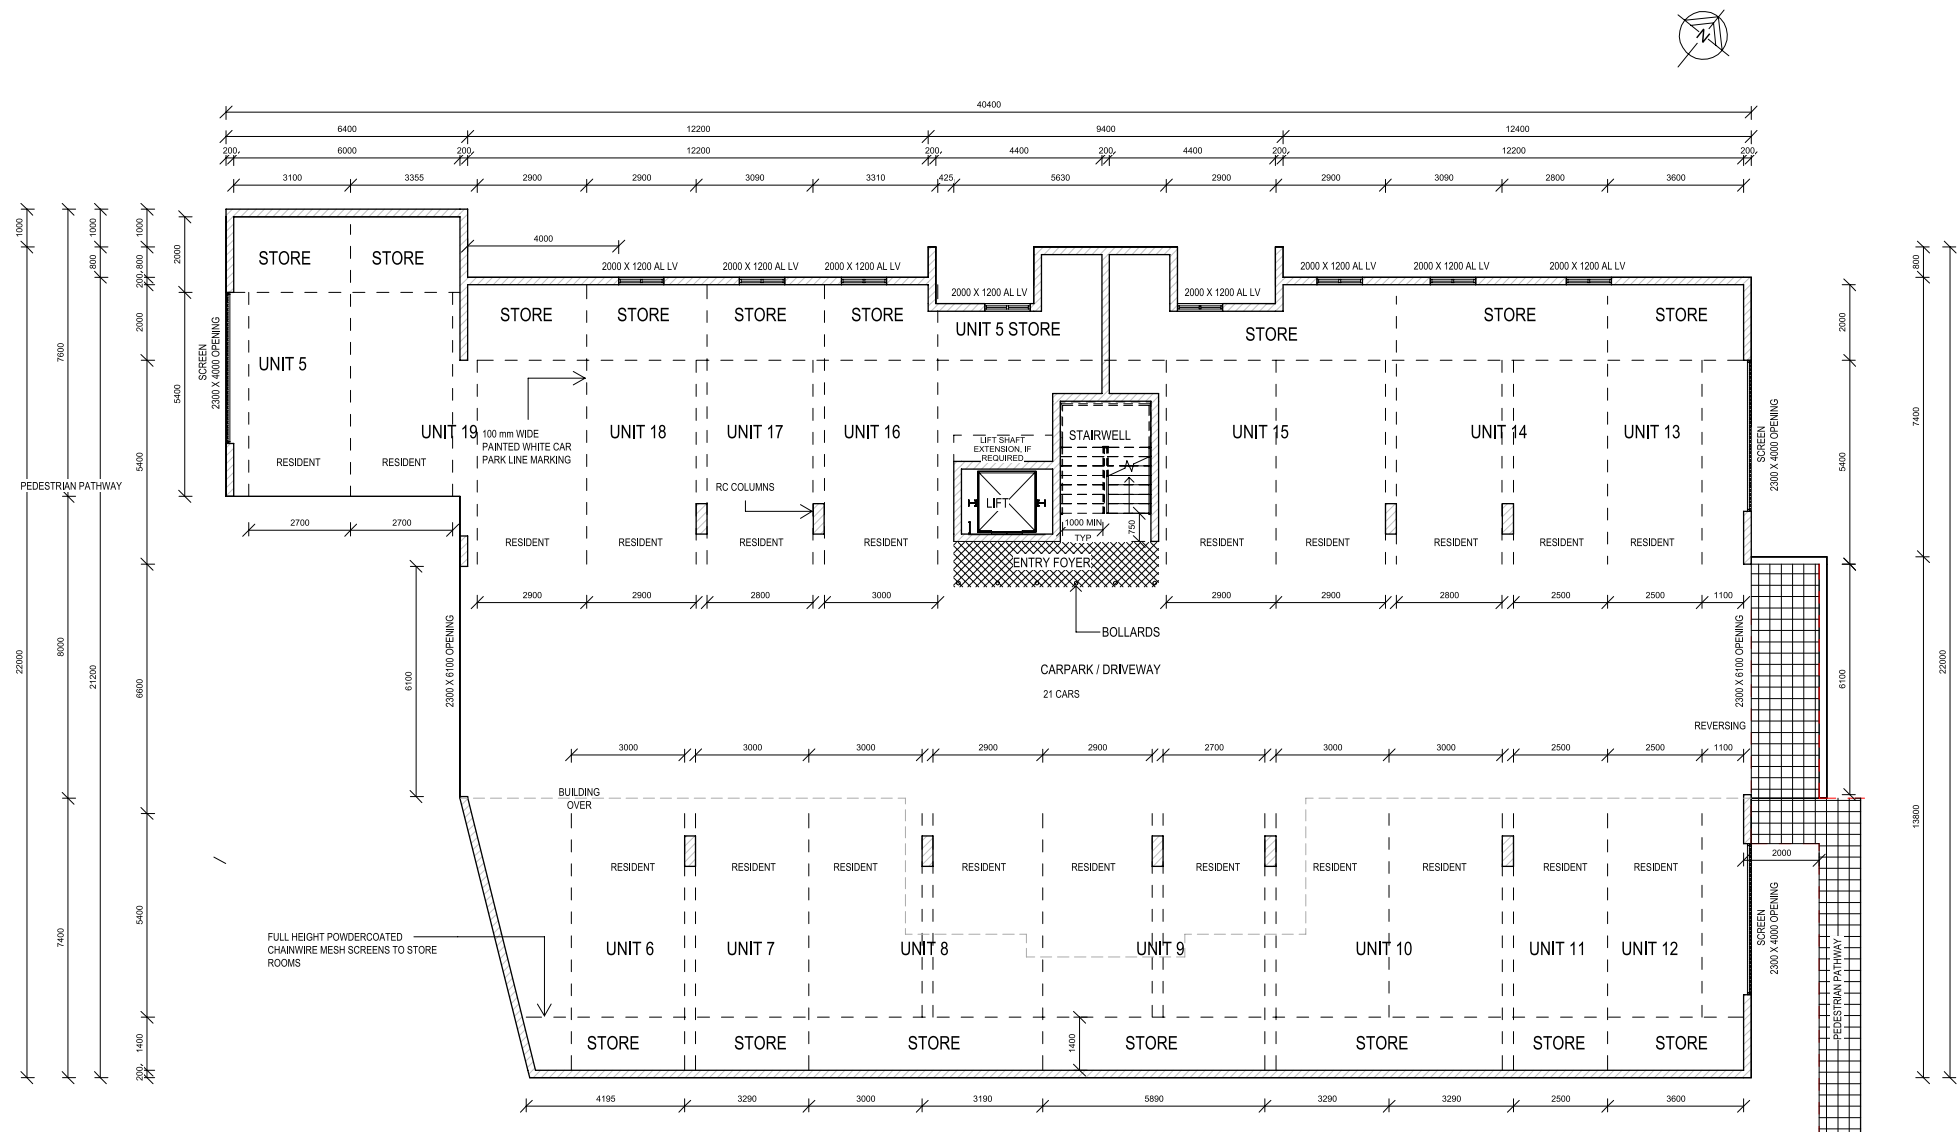 N
40400
6400
12200
9400
12400
200
6000
200
12200
200
4400
200
4400
200
12200
200
3100
3355
2900
2900
3090
3310
425
5630
2900
2900
3090
2800
3600
1000
22000
7600
8000
7400
1000
800
21200
1000
800
200
2000
5400
6600
5400
1400
200
2000
5400
PEDESTRIAN PATHWAY
SCREEN
2300 X 4000 OPENING
STORE
STORE
UNIT 5
RESIDENT
RESIDENT
2700
2700
4000
2000 X 1200 AL LV
2000 X 1200 AL LV
2000 X 1200 AL LV
2000 X 1200 AL LV
2000 X 1200 AL LV
2000 X 1200 AL LV
2000 X 1200 AL LV
2000 X 1200 AL LV
STORE
STORE
STORE
STORE
UNIT 5 STORE
STORE
STORE
STORE
UNIT 19
UNIT 18
UNIT 17
UNIT 16
UNIT 15
UNIT 14
UNIT 13
100 mm WIDE
PAINTED WHITE CAR
PARK LINE MARKING
RC COLUMNS
LIFT SHAFT
EXTENSION, IF
REQUIRED
STAIRWELL
LIFT
1000 MIN
TYP
750
ENTRY FOYER
RESIDENT
RESIDENT
RESIDENT
RESIDENT
RESIDENT
RESIDENT
RESIDENT
RESIDENT
RESIDENT
2900
2900
2800
3000
2900
2900
2800
2500
2500
1100
BOLLARDS
CARPARK / DRIVEWAY
21 CARS
6100
2300 X 6100 OPENING
2300 X 6100 OPENING
REVERSING
SCREEN
2300 X 4000 OPENING
2000
5400
6100
800
7400
13800
22000
3000
3000
3000
2900
2900
2700
3000
3000
2500
2500
1100
BUILDING
OVER
RESIDENT
RESIDENT
RESIDENT
RESIDENT
RESIDENT
RESIDENT
RESIDENT
RESIDENT
RESIDENT
RESIDENT
2000
SCREEN
2300 X 4000 OPENING
PEDESTRIAN PATHWAY
FULL HEIGHT POWDERCOATED
CHAINWIRE MESH SCREENS TO STORE
ROOMS
UNIT 6
UNIT 7
UNIT 8
UNIT 9
UNIT 10
UNIT 11
UNIT 12
STORE
STORE
STORE
1400
STORE
STORE
STORE
STORE
4195
3290
3000
3190
5890
3290
3290
2500
3600